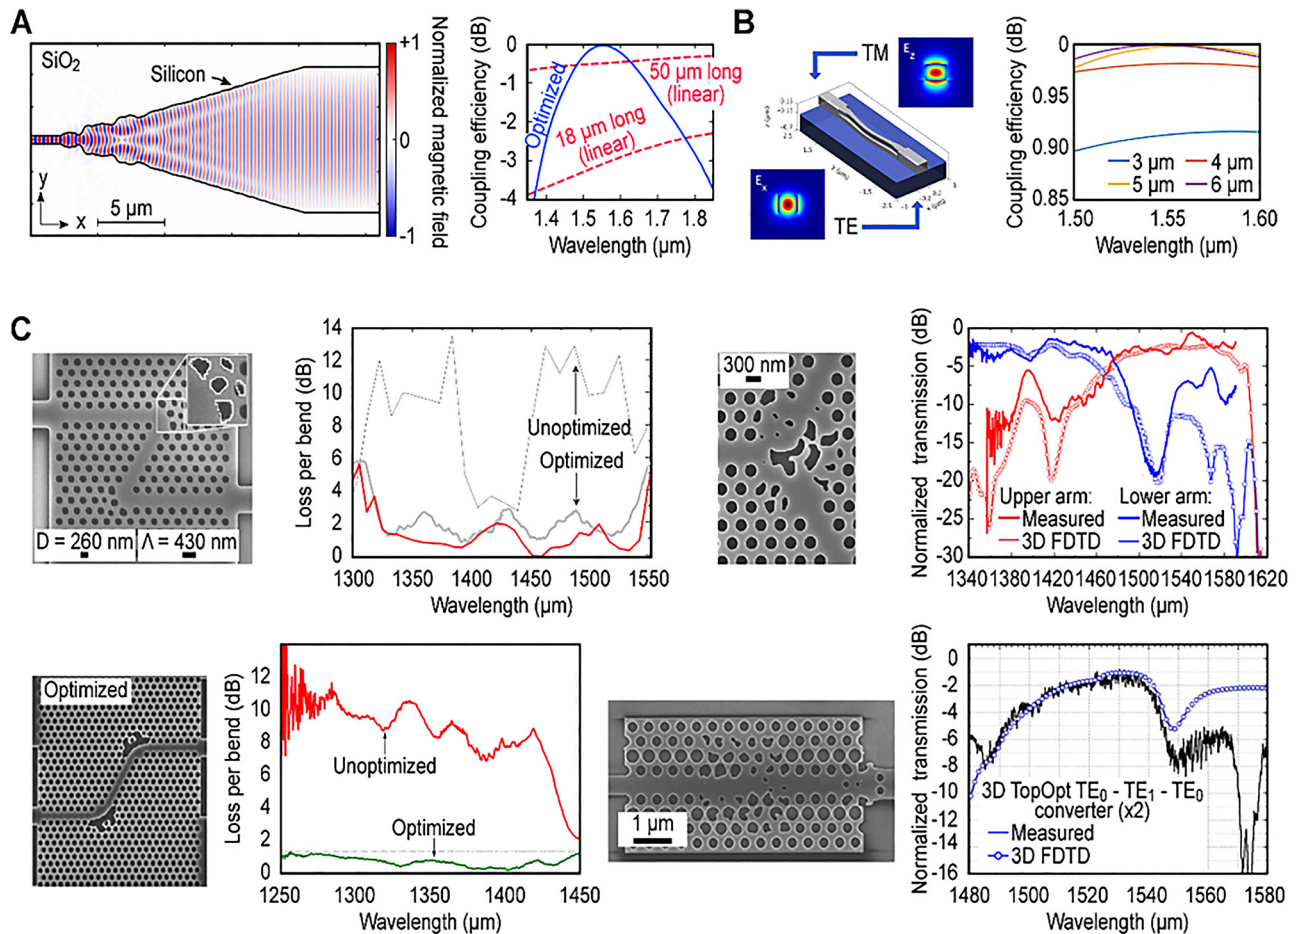 A
SiO2
Silicon
y
x
5 µm
+1
0
-1
Normalized magnetic field
Coupling efficiency (dB)
0
-0.5
-1
-2
-3
-4
Optimized
50 µm long
(linear)
18 µm long
(linear)
1.4 1.5 1.6 1.7 1.8
Wavelength (µm)
B
TM
Ez
Ex
TE
Coupling efficiency (dB)
1.00
0.95
0.90
0.85
3 µm 4 µm
5 µm 6 µm
1.50 1.55 1.60
Wavelength (µm)
C
D = 260 nm Λ = 430 nm
Loss per bend (dB)
14
12
10
8
6
4
2
0
Unoptimized
Optimized
1300 1350 1400 1450 1500 1550
Wavelength (µm)
300 nm
Normalized transmission (dB)
0
-5
-10
-15
-20
-25
-30
Upper arm: Lower arm:
Measured Measured
3D FDTD 3D FDTD
1340 1380 1420 1460 1500 1540 1580 1620
Wavelength (µm)
Optimized
Loss per bend (dB)
12
10
8
6
4
2
0
Unoptimized
Optimized
1250 1300 1350 1400 1450
Wavelength (µm)
1 µm
Normalized transmission (dB)
0
-2
-4
-6
-8
-10
-12
-14
-16
3D TopOpt TE0 - TE1 - TE0
converter (x2)
Measured
3D FDTD
1480 1500 1520 1540 1560 1580
Wavelength (µm)